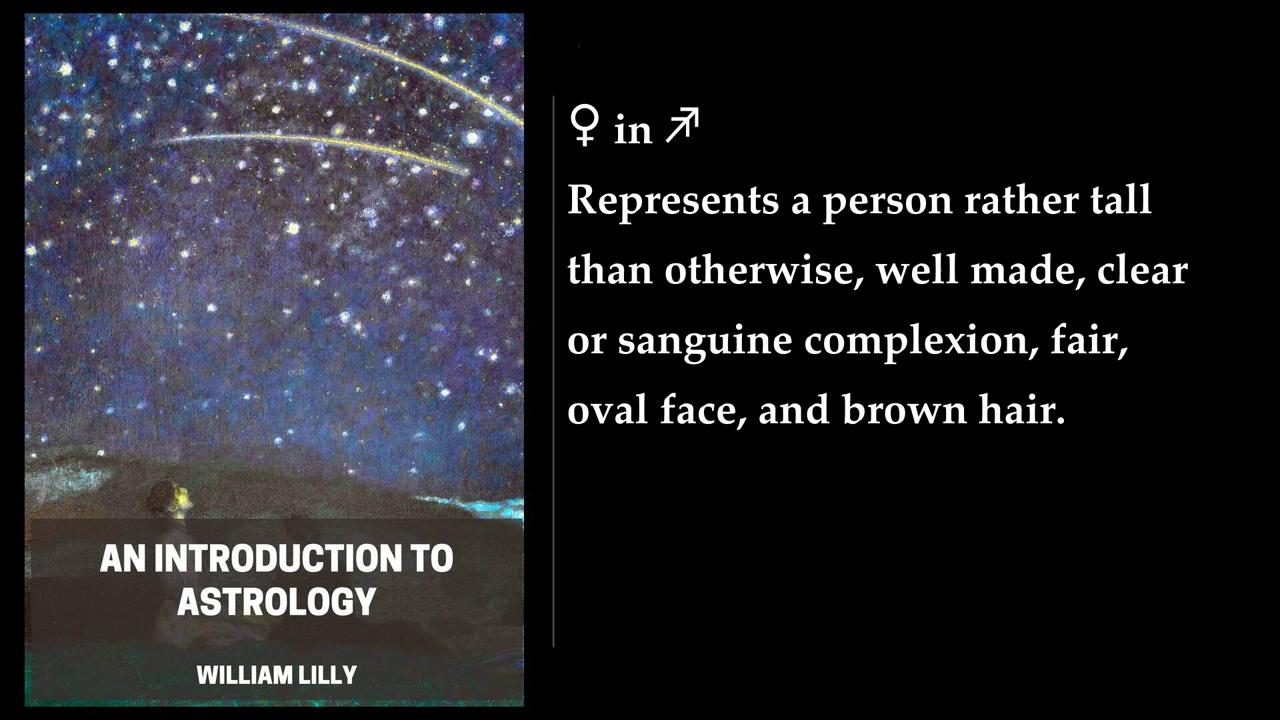 AN INTRODUCTION TO
ASTROLOGY
WILLIAM LILLY
♀ in ♐
Represents a person rather tall
than otherwise, well made, clear
or sanguine complexion, fair,
oval face, and brown hair.